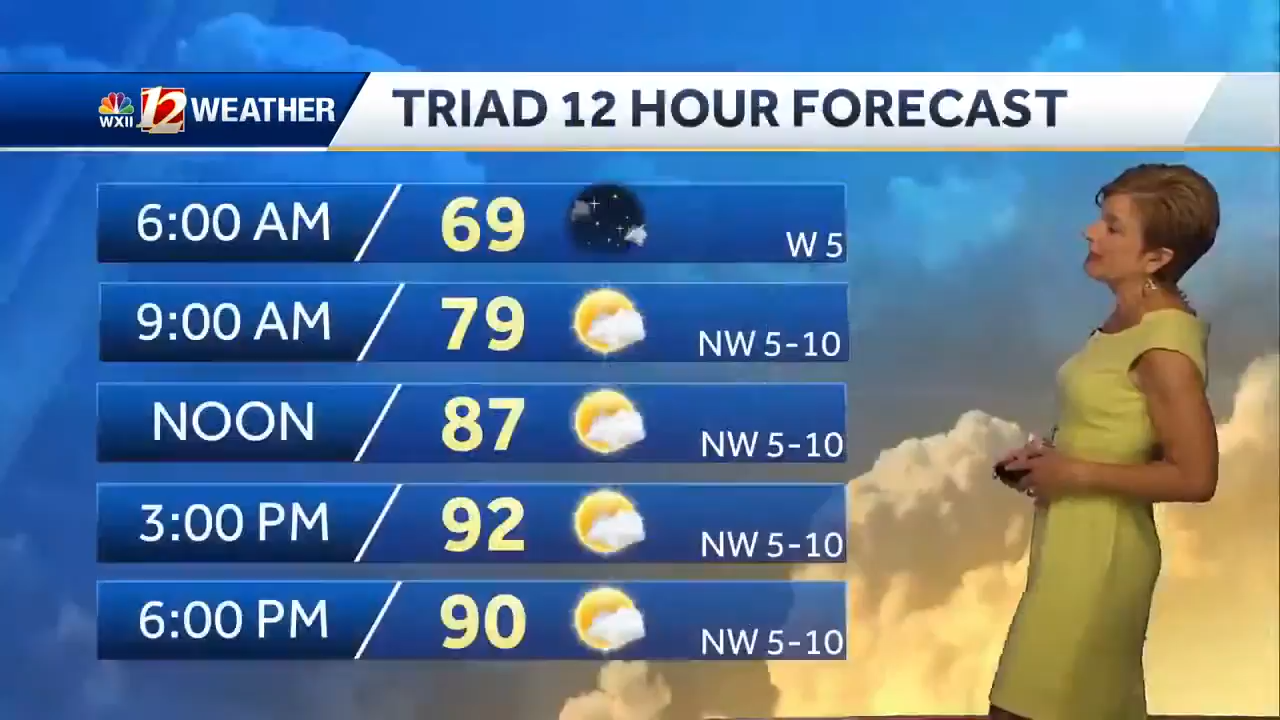 WXII 12 WEATHER
TRIAD 12 HOUR FORECAST
6:00 AM 69 W 5
9:00 AM 79 NW 5-10
NOON 87 NW 5-10
3:00 PM 92 NW 5-10
6:00 PM 90 NW 5-10